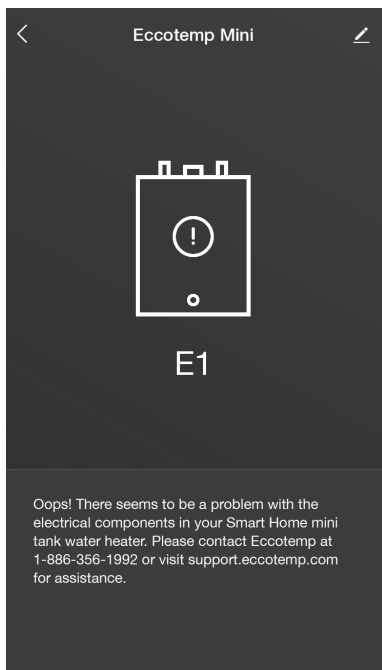 Eccotemp Mini
!
E1
Oops! There seems to be a problem with the
electrical components in your Smart Home mini
tank water heater. Please contact Eccotemp at
1-886-356-1992 or visit support.eccotemp.com
for assistance.